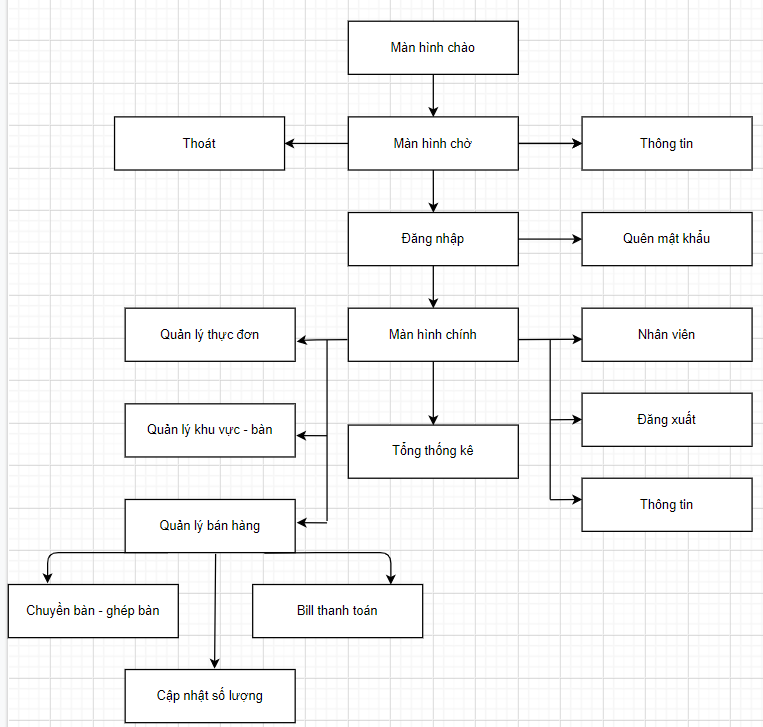 Màn hình chào
Thoát
Màn hình chờ
Thông tin
Đăng nhập
Quên mật khẩu
Quản lý thực đơn
Màn hình chính
Nhân viên
Quản lý khu vực - bàn
Tổng thống kê
Đăng xuất
Thông tin
Quản lý bán hàng
Chuyển bàn - ghép bàn
Bill thanh toán
Cập nhật số lượng